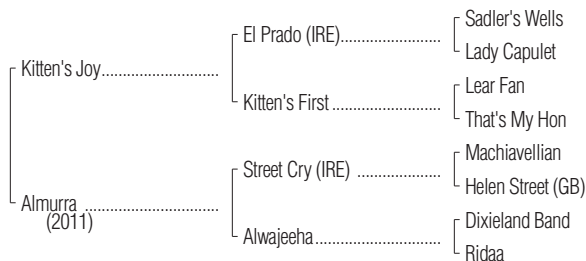 Sadler's Wells
El Prado (IRE)
Lady Capulet
Kitten's Joy
Lear Fan
Kitten's First
That's My Hon
Machiavellian
Street Cry (IRE)
Helen Street (GB)
Almurra
(2011)
Dixieland Band
Alwajeeha
Ridaa